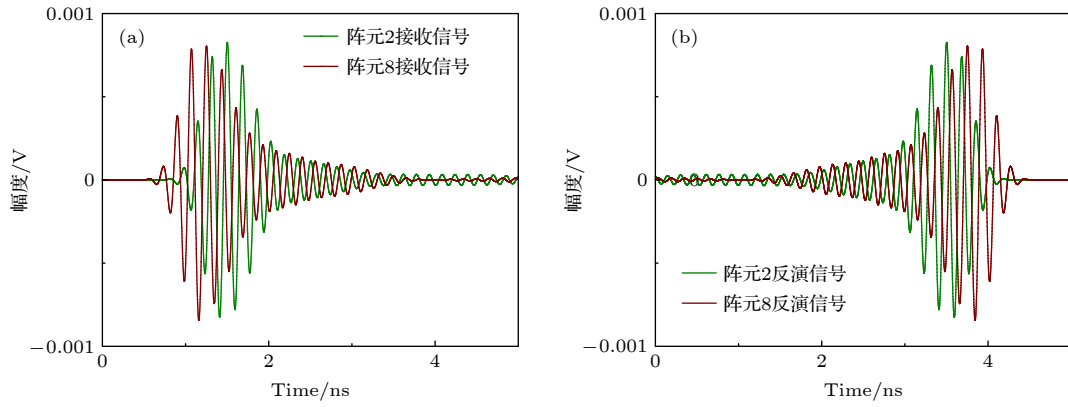 0.001
(a)
阵元2接收信号
阵元8接收信号
幅度/V
0
−0.001
0
2
4
Time/ns
(b)
幅度/V
0
阵元2反演信号
阵元8反演信号
−0.001
0
2
4
Time/ns
0.001